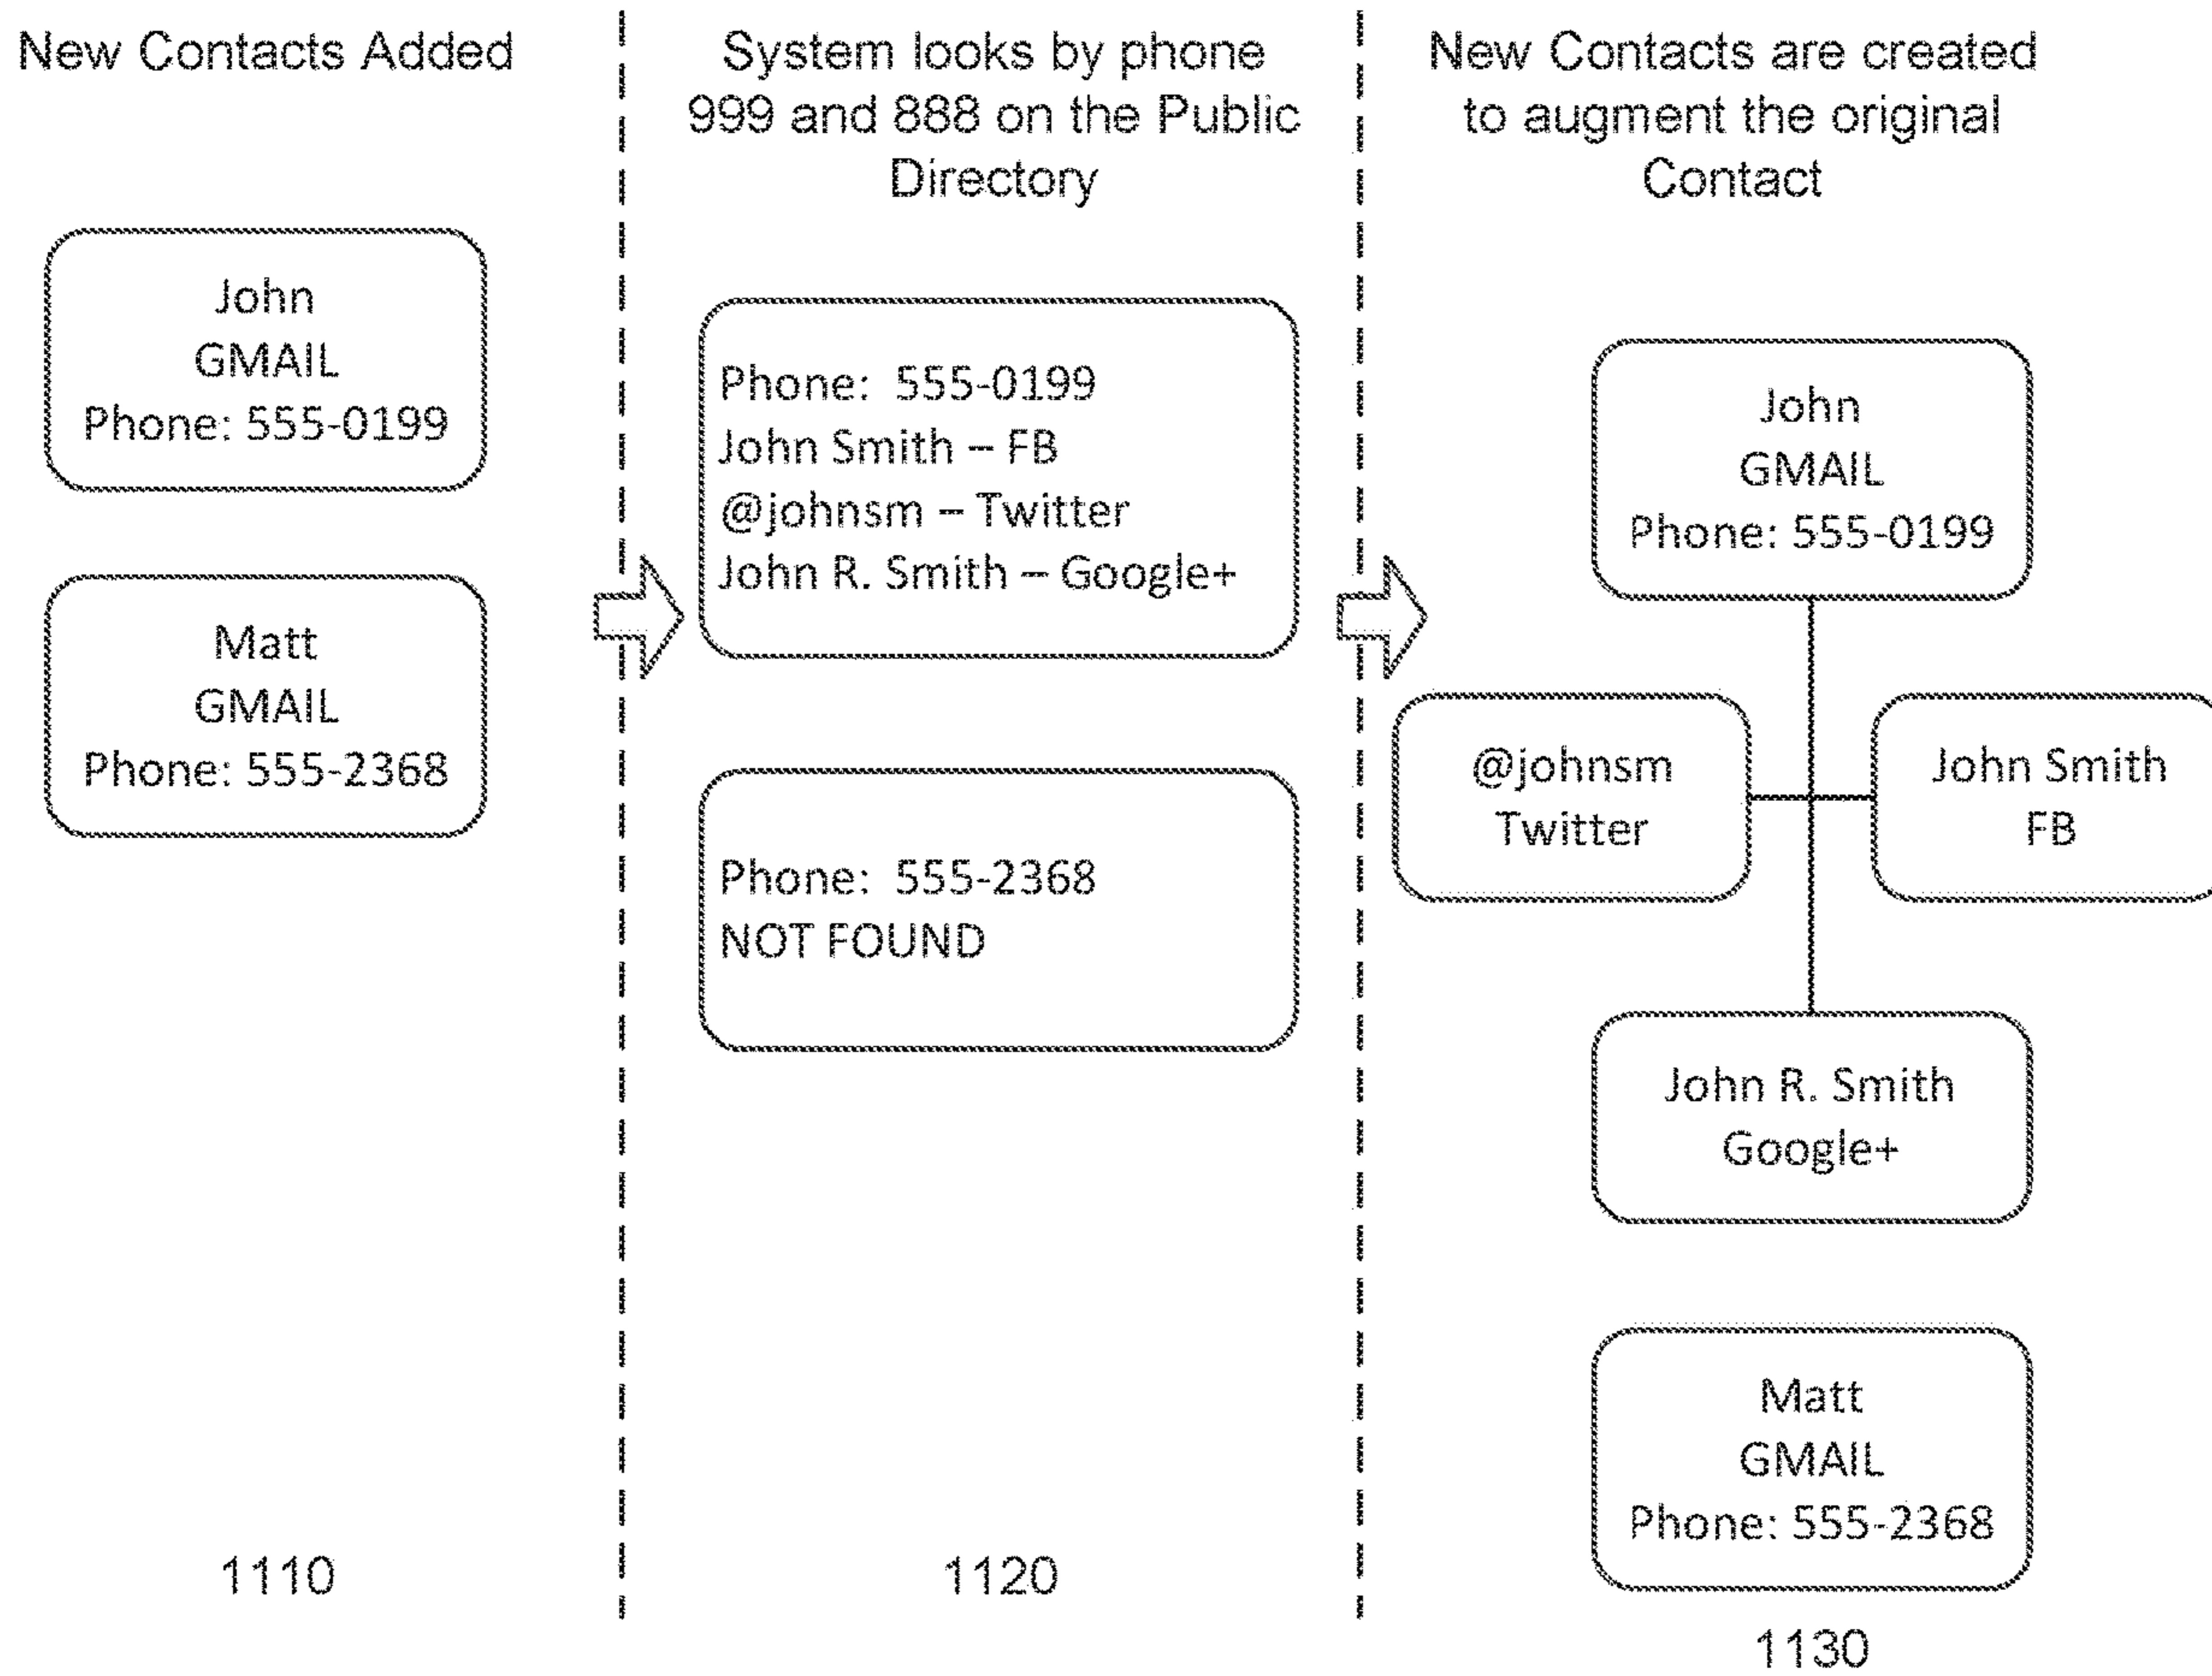 New Contacts Added
John
GMAIL
Phone: 555-0199
Matt
GMAIL
Phone: 555-2368
1110
System looks by phone
999 and 888 on the Public
Directory
Phone:  555-0199
John Smith – FB
@johnsm – Twitter
John R. Smith – Google+
Phone:  555-2368
NOT FOUND
1120
New Contacts are created
to augment the original
Contact
John
GMAIL
Phone: 555-0199
@johnsm
Twitter
John Smith
FB
John R. Smith
Google+
Matt
GMAIL
Phone: 555-2368
1130